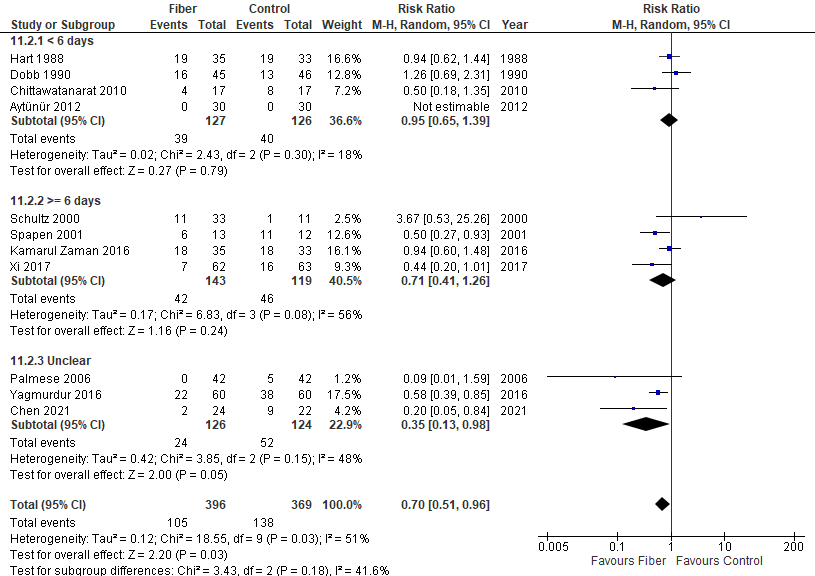 Fiber Control Risk Ratio Risk Ratio
Study or Subgroup Events Total Events Total Weight M-H, Random, 95% CI Year M-H, Random, 95% CI
11.2.1 < 6 days
Hart 1988 19 35 19 33 16.6% 0.94 [0.62, 1.44] 1988
Dobb 1990 16 45 13 46 12.8% 1.26 [0.69, 2.31] 1990
Chittawatanarat 2010 4 17 8 17 7.2% 0.50 [0.18, 1.35] 2010
Aytünür 2012 0 30 0 30 Not estimable 2012
Subtotal (95% CI) 127 126 36.6% 0.95 [0.65, 1.39]
Total events 39 40
Heterogeneity: Tau² = 0.02; Chi² = 2.43, df = 2 (P = 0.30); I² = 18%
Test for overall effect: Z = 0.27 (P = 0.79)
11.2.2 >= 6 days
Schultz 2000 11 33 1 11 2.5% 3.67 [0.53, 25.26] 2000
Spapen 2001 6 13 11 12 12.1% 0.50 [0.27, 0.93] 2001
Kamarul Zaman 2016 18 35 18 33 16.1% 0.94 [0.60, 1.48] 2016
Xi 2017 7 62 16 63 9.3% 0.44 [0.20, 1.01] 2017
Subtotal (95% CI) 143 119 40.5% 0.71 [0.41, 1.26]
Total events 42 46
Heterogeneity: Tau² = 0.17; Chi² = 6.83, df = 3 (P = 0.08); I² = 56%
Test for overall effect: Z = 1.16 (P = 0.24)
11.2.3 Unclear
Palmese 2006 0 42 5 42 1.2% 0.09 [0.01, 1.59] 2006
Yagmurdur 2016 22 60 38 60 17.5% 0.58 [0.39, 0.85] 2016
Chen 2021 2 24 9 22 4.2% 0.20 [0.05, 0.84] 2021
Subtotal (95% CI) 126 124 22.9% 0.35 [0.13, 0.98]
Total events 24 52
Heterogeneity: Tau² = 0.42; Chi² = 3.85, df = 2 (P = 0.15); I² = 48%
Test for overall effect: Z = 2.00 (P = 0.05)
Total (95% CI) 396 369 100.0% 0.70 [0.51, 0.96]
Total events 105 138
Heterogeneity: Tau² = 0.12; Chi² = 18.55, df = 9 (P = 0.03); I² = 51%
Test for overall effect: Z = 2.20 (P = 0.03)
Test for subgroup differences: Chi² = 3.43, df = 2 (P = 0.18), I² = 41.6%
0.005 0.1 1 10 200
Favours Fiber Favours Control